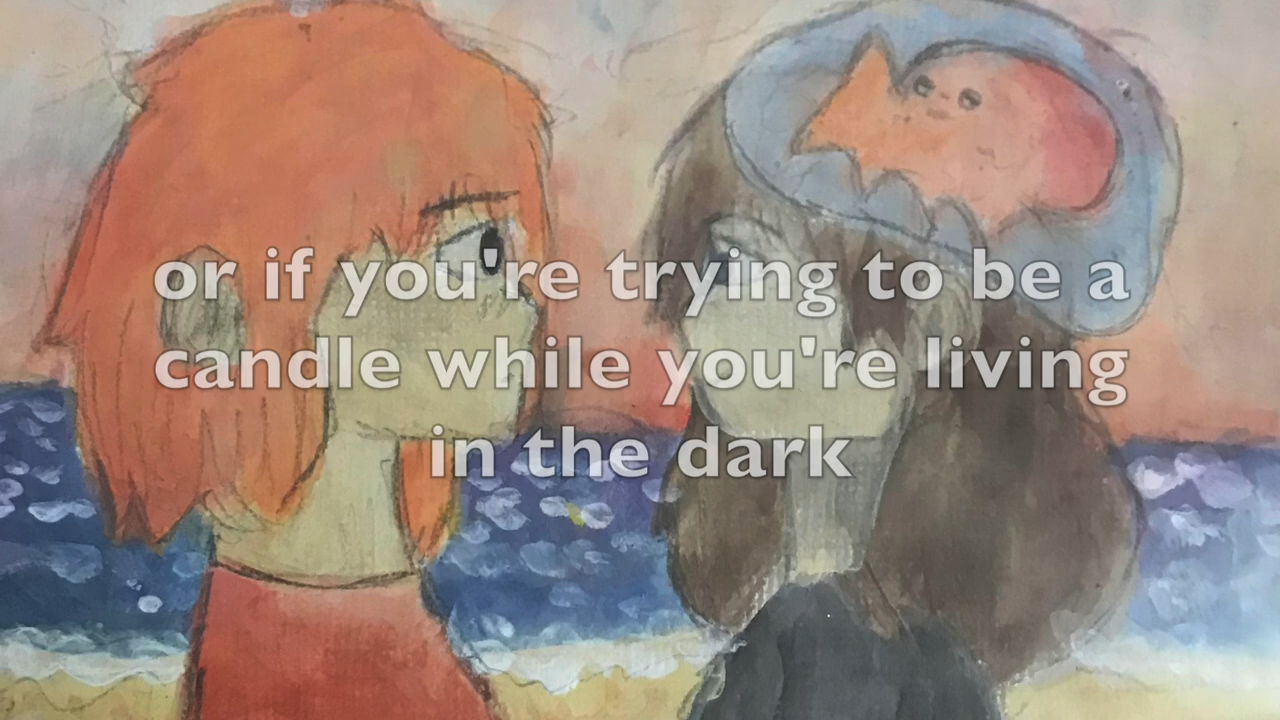 or if you're trying to be a
candle while you're living
in the dark